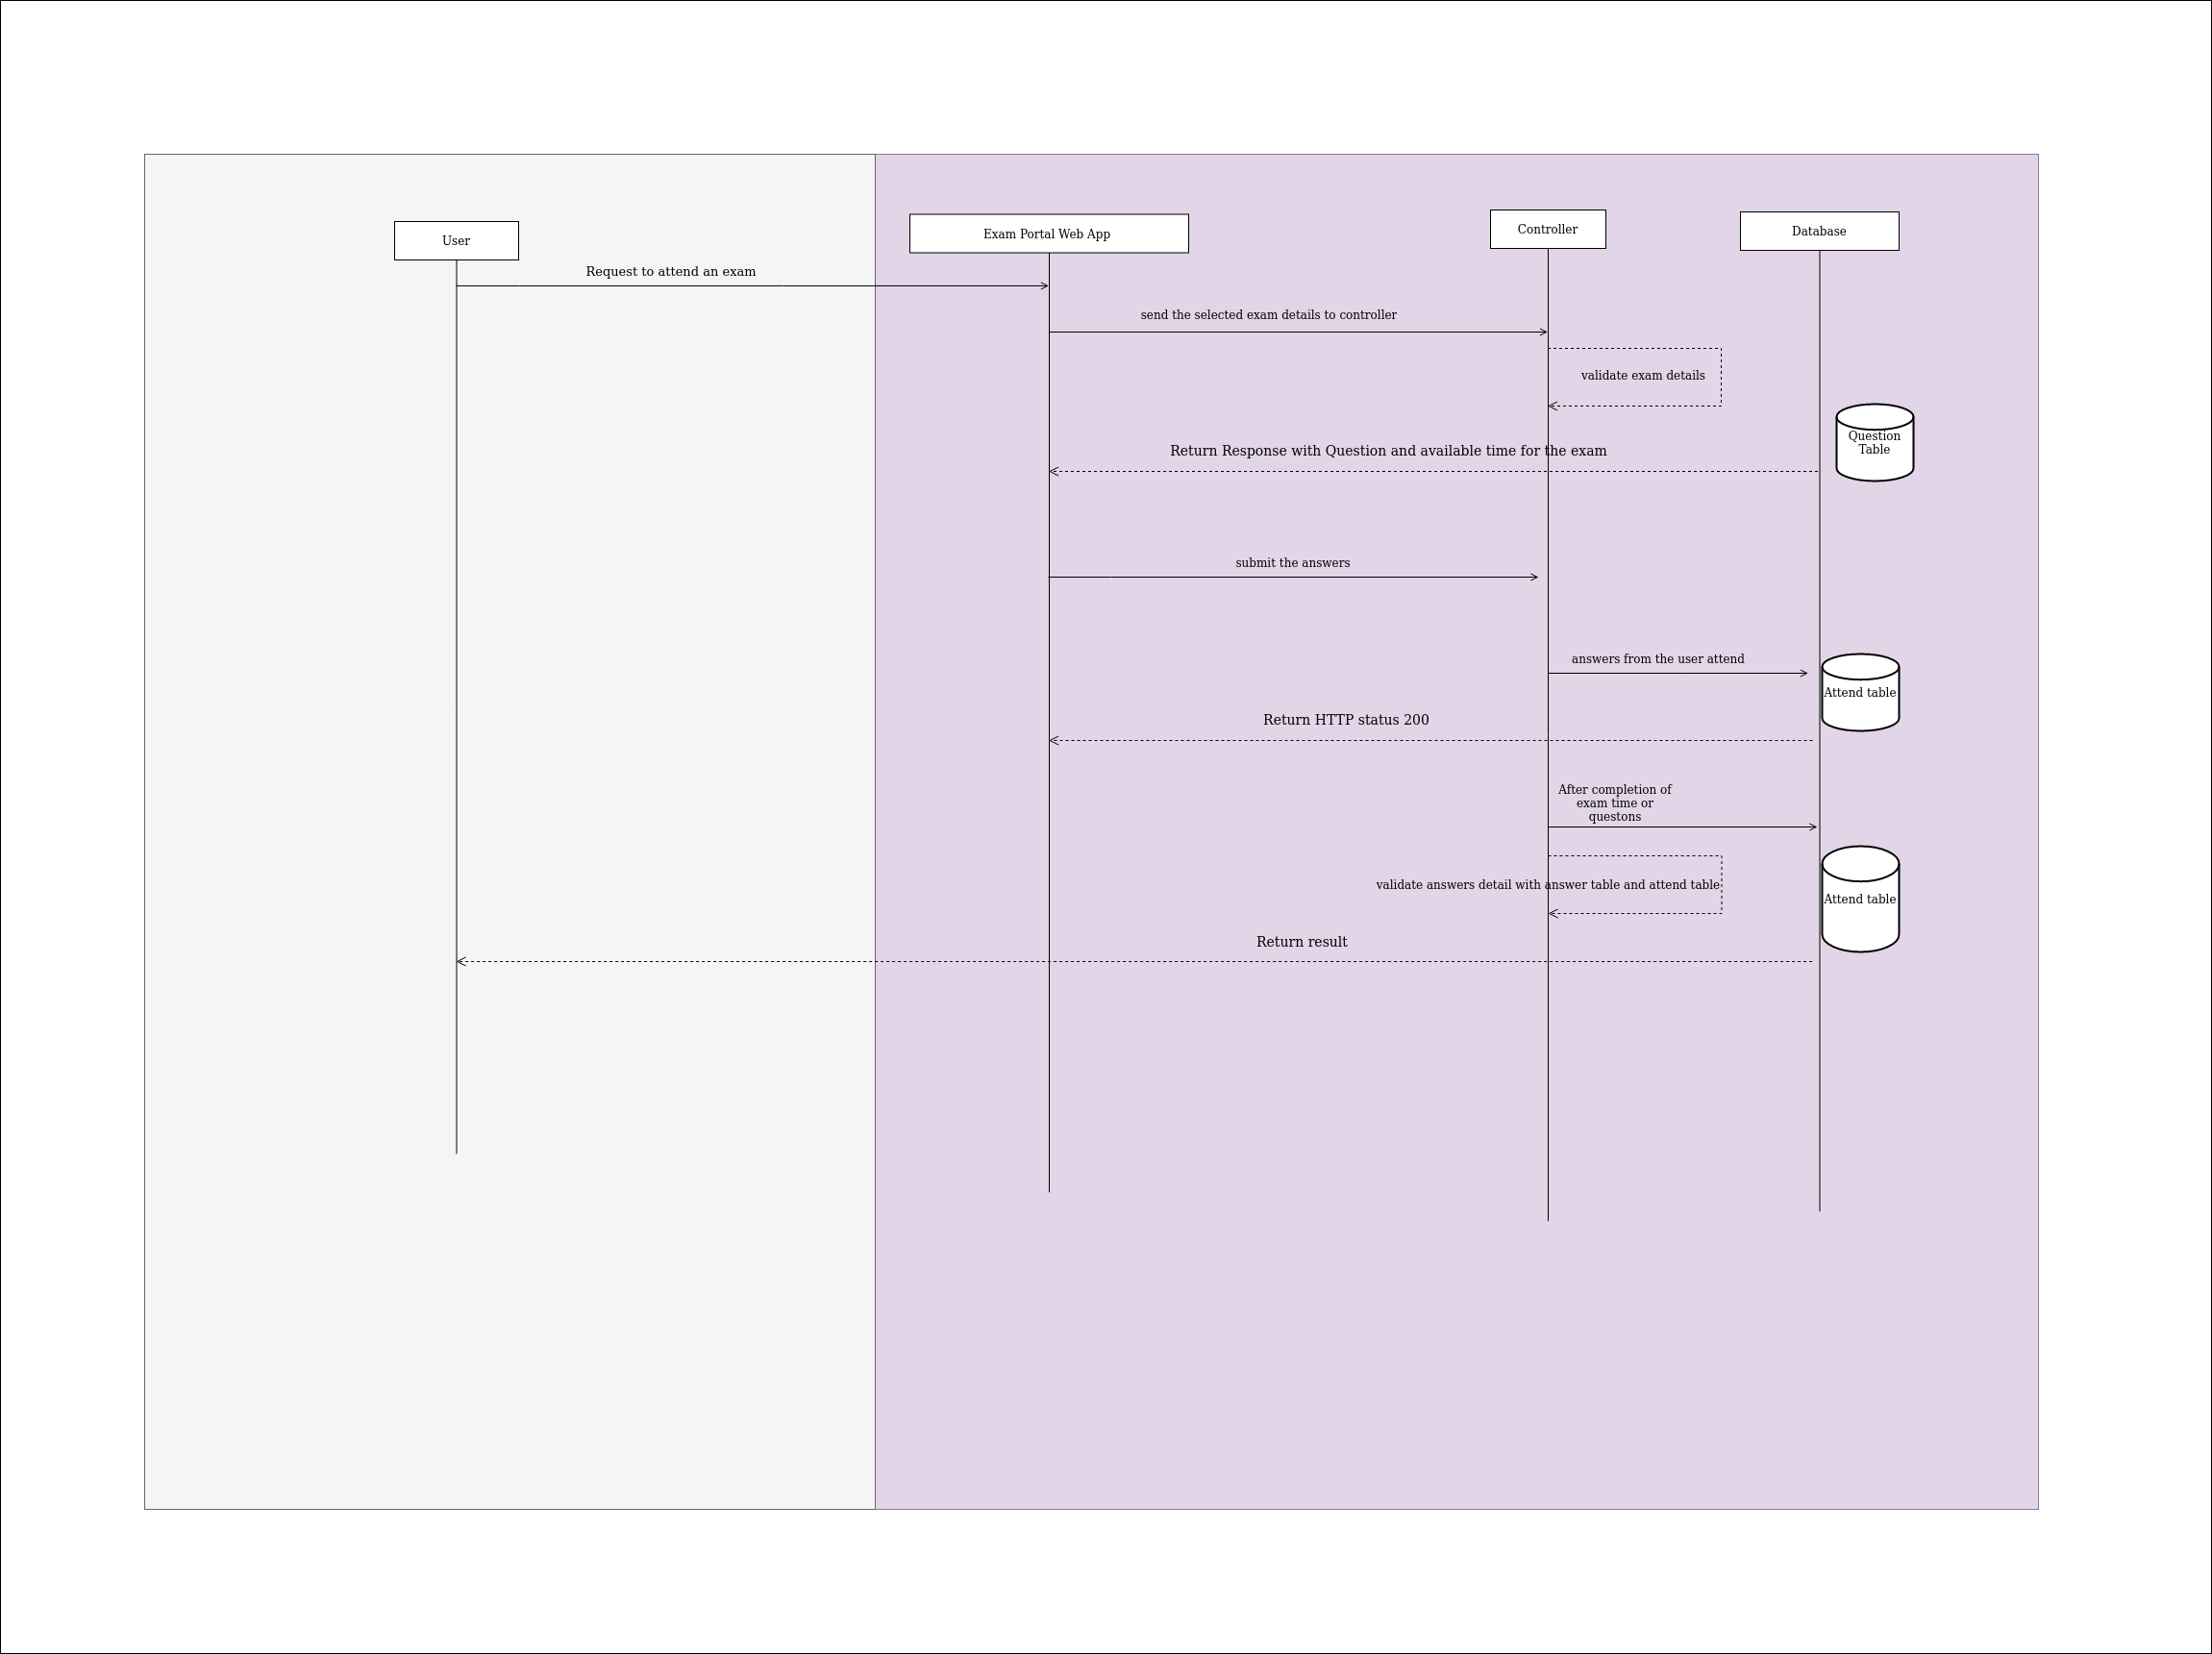 User
Exam Portal Web App
Controller
Database
Request to attend an exam
send the selected exam details to controller
validate exam details
Question
Table
Return Response with Question and available time for the exam
submit the answers
answers from the user attend
Attend table
Return HTTP status 200
After completion of
exam time or
questons
validate answers detail with answer table and attend table
Attend table
Return result